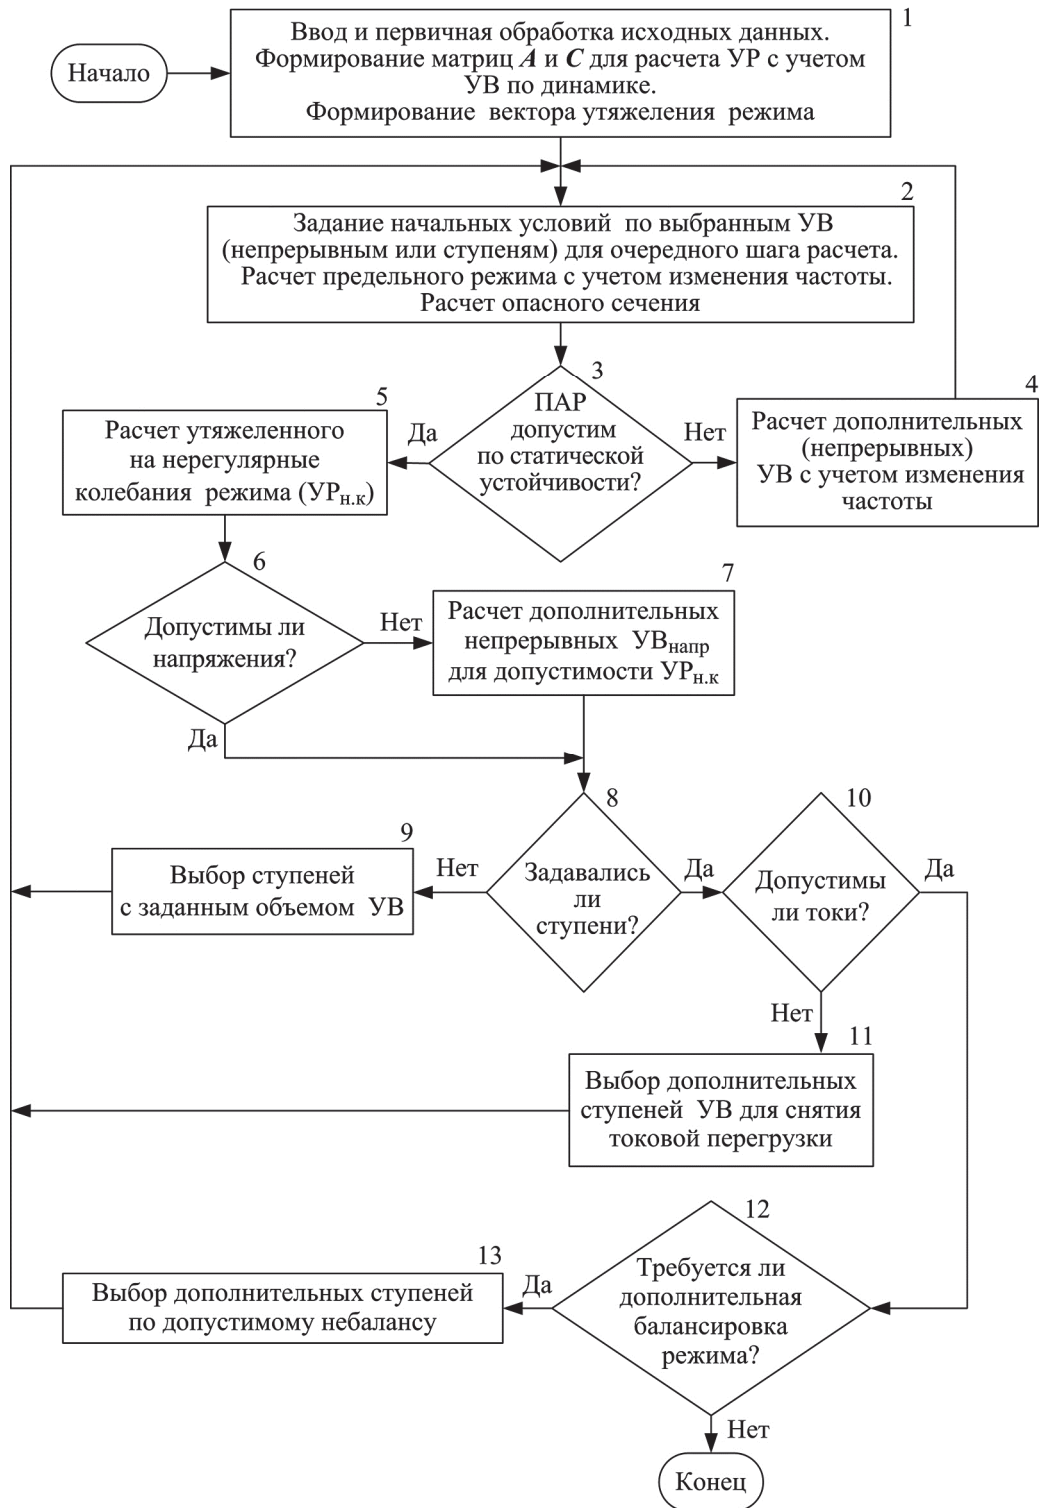 1
Ввод и первичная обработка исходных данных.
Формирование матриц A и C для расчета УР с учетом
УВ по динамике.
Формирование вектора утяжеления режима
Начало
2
Задание начальных условий по выбранным УВ
(непрерывным или ступеням) для очередного шага расчета.
Расчет предельного режима с учетом изменения частоты.
Расчет опасного сечения
3
ПАР
допустим
по статической
устойчивости?
Да
Нет
4
Расчет дополнительных
(непрерывных)
УВ с учетом изменения
частоты
5
Расчет утяжеленного
на нерегулярные
колебания режима (УРн.к)
6
Допустимы ли
напряжения?
Нет
Да
7
Расчет дополнительных
непрерывных УВнапр
для допустимости УРн.к
8
Задавались
ли
ступени?
Нет
Да
9
Выбор ступеней
с заданным объемом УВ
10
Допустимы
ли токи?
Да
Нет
11
Выбор дополнительных
ступеней УВ для снятия
токовой перегрузки
12
Требуется ли
дополнительная
балансировка
режима?
Да
Нет
13
Выбор дополнительных ступеней
по допустимому небалансу
Конец